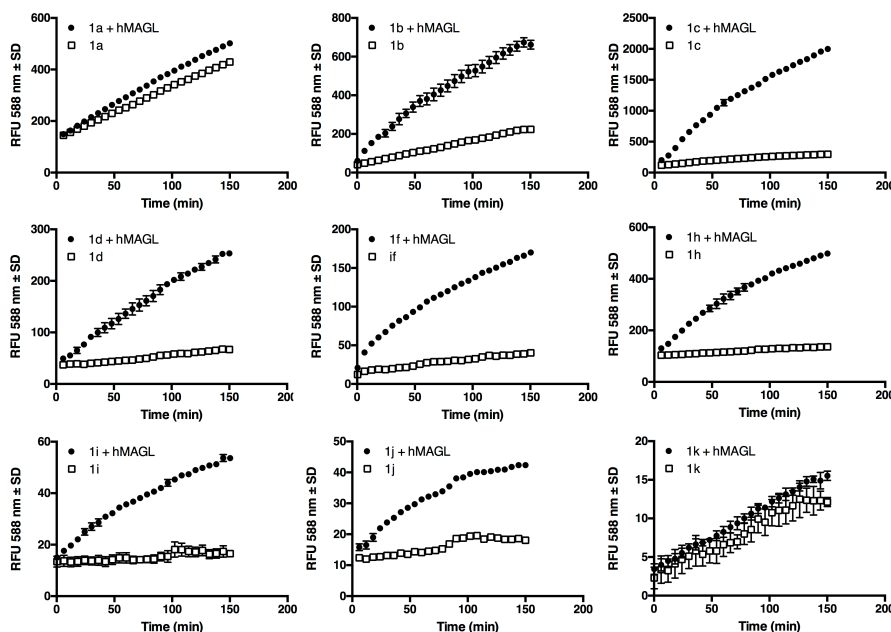 1a + hMAGL
1a
RFU 588 nm ± SD
600
400
200
0
0 50 100 150 200
Time (min)
1b + hMAGL
1b
RFU 588 nm ± SD
800
600
400
200
0
0 50 100 150 200
Time (min)
1c + hMAGL
1c
RFU 588 nm ± SD
2500
2000
1500
1000
500
0
0 50 100 150 200
Time (min)
1d + hMAGL
1d
RFU 588 nm ± SD
300
200
100
0
0 50 100 150 200
Time (min)
1f + hMAGL
if
RFU 588 nm ± SD
200
150
100
50
0
0 50 100 150 200
Time (min)
1h + hMAGL
1h
RFU 588 nm ± SD
600
400
200
0
0 50 100 150 200
Time (min)
1i + hMAGL
1i
RFU 588 nm ± SD
60
40
20
0
0 50 100 150 200
Time (min)
1j + hMAGL
1j
RFU 588 nm ± SD
50
40
30
20
10
0
0 50 100 150 200
Time (min)
1k + hMAGL
1k
RFU 588 nm ± SD
20
15
10
5
0
0 50 100 150 200
Time (min)